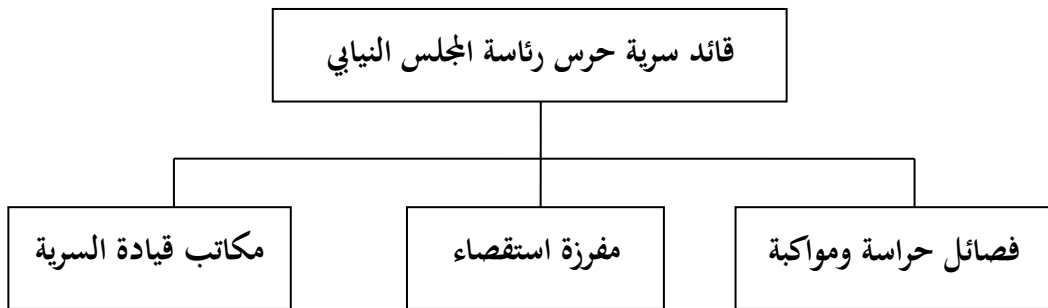 قائد سرية حرس رئاسة المجلس النيابي
فصائل حراسة ومواكبة
مفرزة استقصاء
مكاتب قيادة السرية